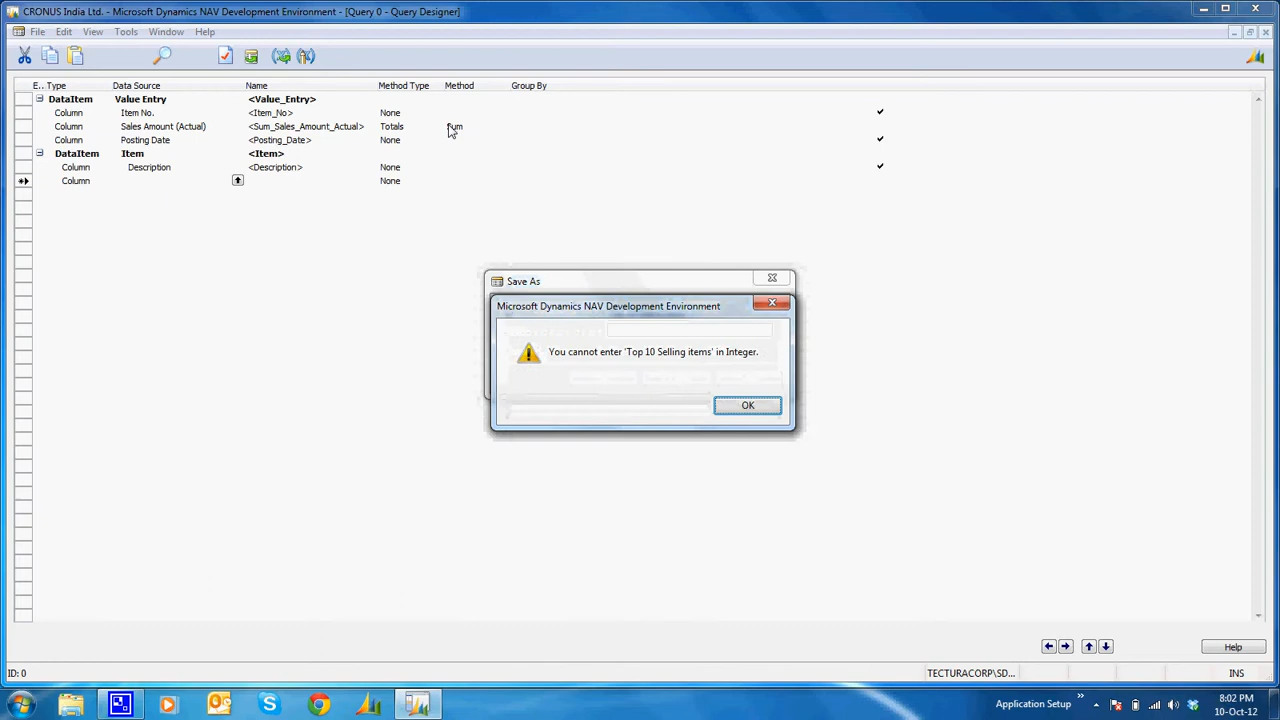 CRONUS India Ltd. - Microsoft Dynamics NAV Development Environment - [Query 0 - Query Designer]
File Edit View Tools Window Help
E.. Type Data Source Name Method Type Method Group By
DataItem Value Entry <Value_Entry>
Column Item No. <Item_No> None
Column Sales Amount (Actual) <Sum_Sales_Amount_Actual> Totals Sum
Column Posting Date <Posting_Date> None
DataItem Item <Item>
Column Description <Description> None
Column None
Save As
Microsoft Dynamics NAV Development Environment
You cannot enter 'Top 10 Selling items' in Integer.
OK
Help
ID: 0 TECTURACORP\SD... INS
Application Setup 8:02 PM
10-Oct-12